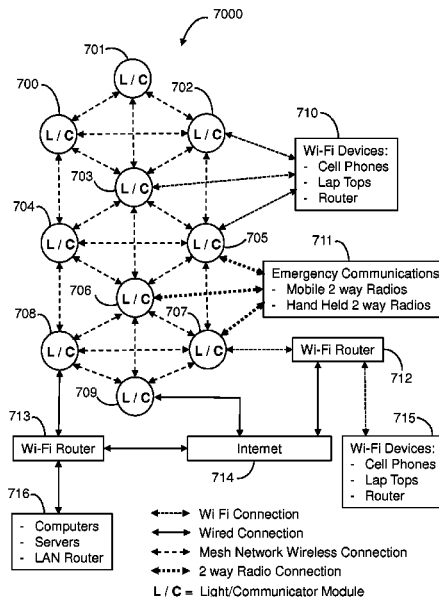 7000
701
L / C
700
702
L / C
L / C
710
Wi-Fi Devices:
- Cell Phones
- Lap Tops
- Router
703
L / C
704
L / C
L / C
705
711
Emergency Communications
- Mobile 2 way Radios
- Hand Held 2 way Radios
706
L / C
708
707
L / C
L / C
Wi-Fi Router
712
709
L / C
713
Wi-Fi Router
Internet
714
715
Wi-Fi Devices:
- Cell Phones
- Lap Tops
- Router
716
- Computers
- Servers
- LAN Router
Wi Fi Connection
Wired Connection
Mesh Network Wireless Connection
2 way Radio Connection
L / C = Light/Communicator Module